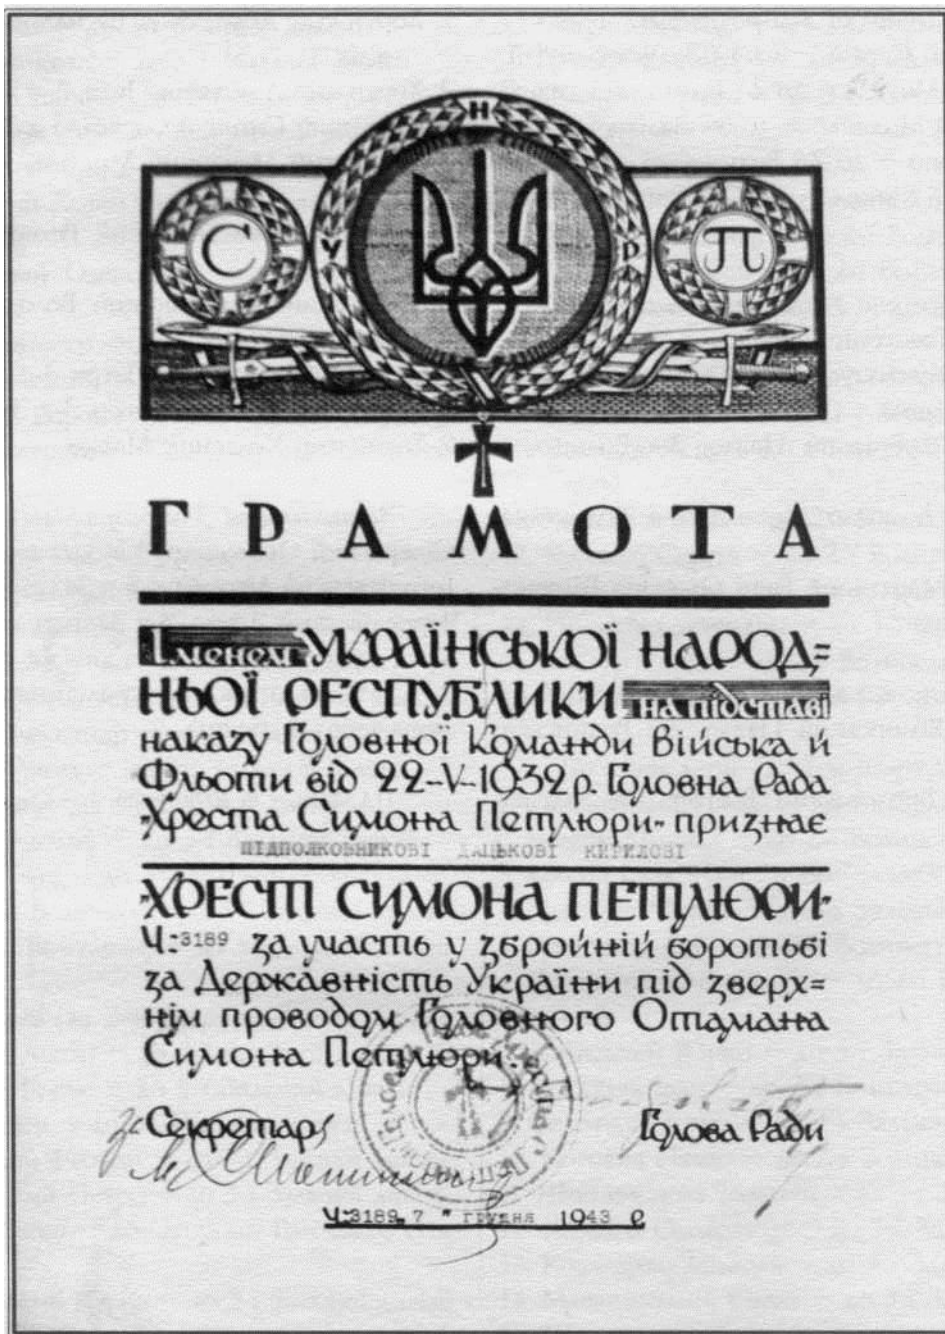 Н
У Р
С П
ГРАМОТА
Іменем УКРАЇНСЬКОЇ НАРОД=
НЬОЇ РЕСПУБЛИКИ на підставі
наказу Головної Команди Війська й
Фльоти від 22-V-1932 р. Головна Рада
"Хреста Симона Петлюри" признає
ПІДПОЛКОВНИКОВІ ДАЦЬКОВІ КИРИЛОВІ
"ХРЕСТ СИМОНА ПЕТЛЮРИ"
Ч.3189 за участь у збройній боротьбі
за Державність України під зверх=
нім проводом Головного Отамана
Симона Петлюри.
Секретар Голова Ради
Ч.3189. 7 " грудня 1943 р